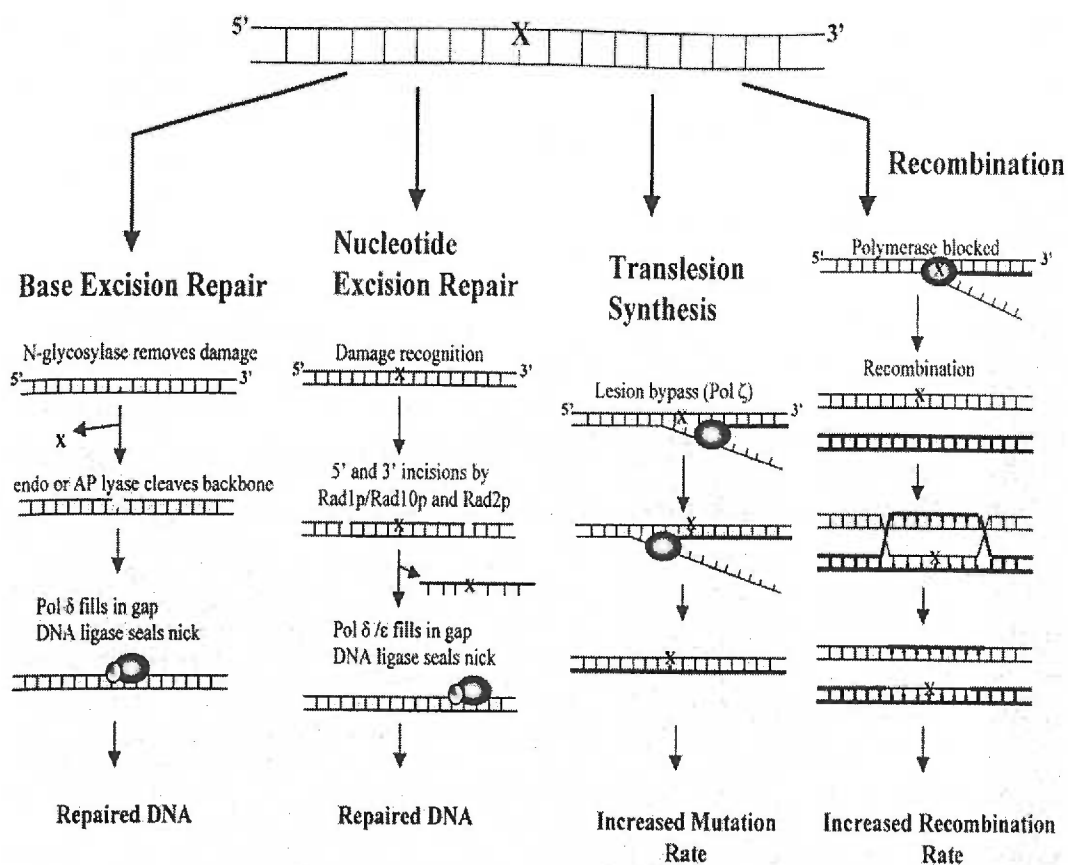 5' X 3'
Base Excision Repair
N-glycosylase removes damage
5' 3'
X
endo or AP lyase cleaves backbone
Pol δ fills in gap
DNA ligase seals nick
Repaired DNA
Nucleotide
Excision Repair
Damage recognition
5' X 3'
5' and 3' incisions by
Rad1p/Rad10p and Rad2p
X
X
Pol δ /ε fills in gap
DNA ligase seals nick
Repaired DNA
Translesion
Synthesis
Lesion bypass (Pol ζ)
5' X 3'
X
X
Increased Mutation
Rate
Recombination
Polymerase blocked
5' X 3'
Recombination
X
X
X
Increased Recombination
Rate